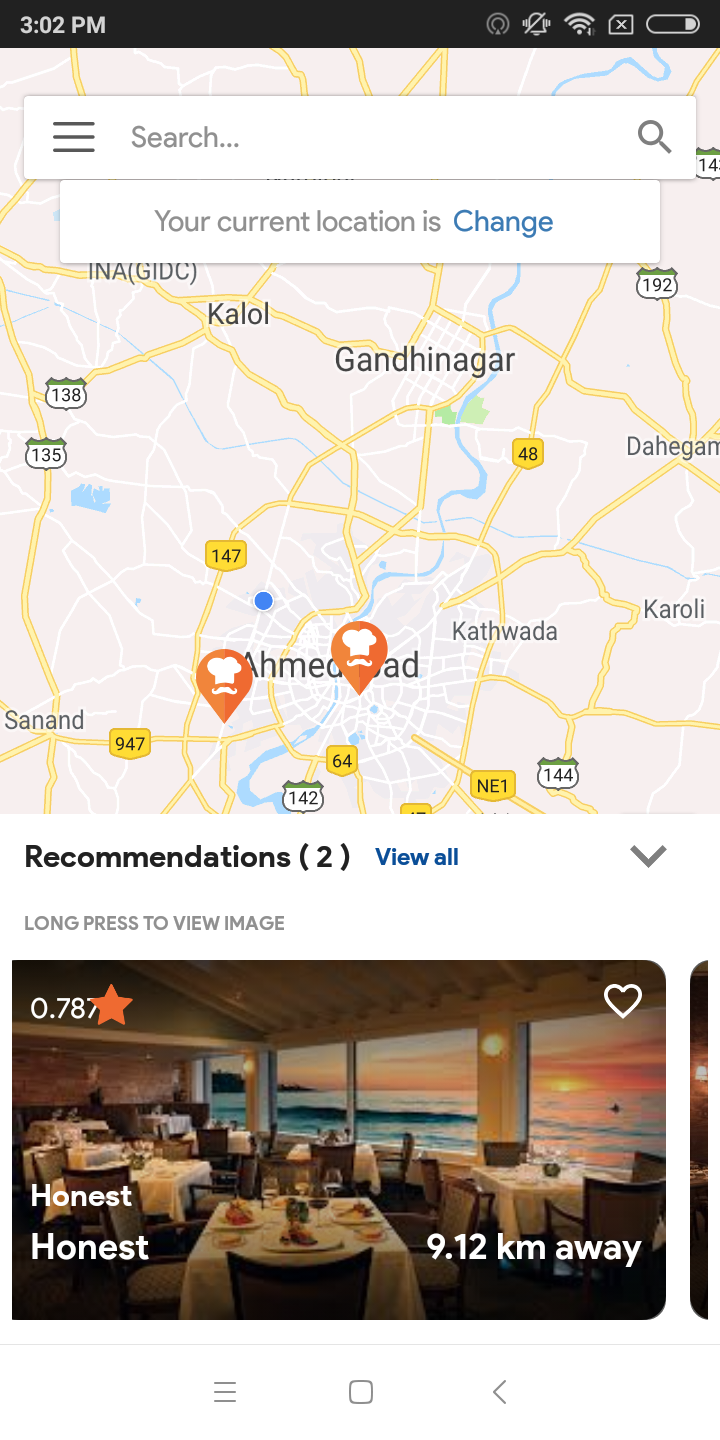 3:02 PM
Search...
143
Your current location is Change
INA(GIDC)
192
Kalol
Gandhinagar
138
135
48
Dahegam
147
Karoli
Kathwada
Sanand
947
64
NE1
144
142
Recommendations ( 2 ) View all
LONG PRESS TO VIEW IMAGE
0.787
Honest
Honest
9.12 km away